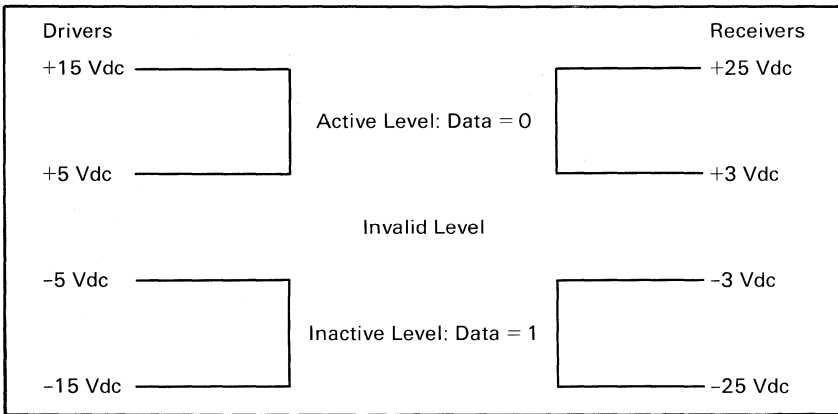 Drivers Receivers
+15 Vdc +25 Vdc
Active Level: Data = 0
+5 Vdc +3 Vdc
Invalid Level
–5 Vdc –3 Vdc
Inactive Level: Data = 1
–15 Vdc –25 Vdc